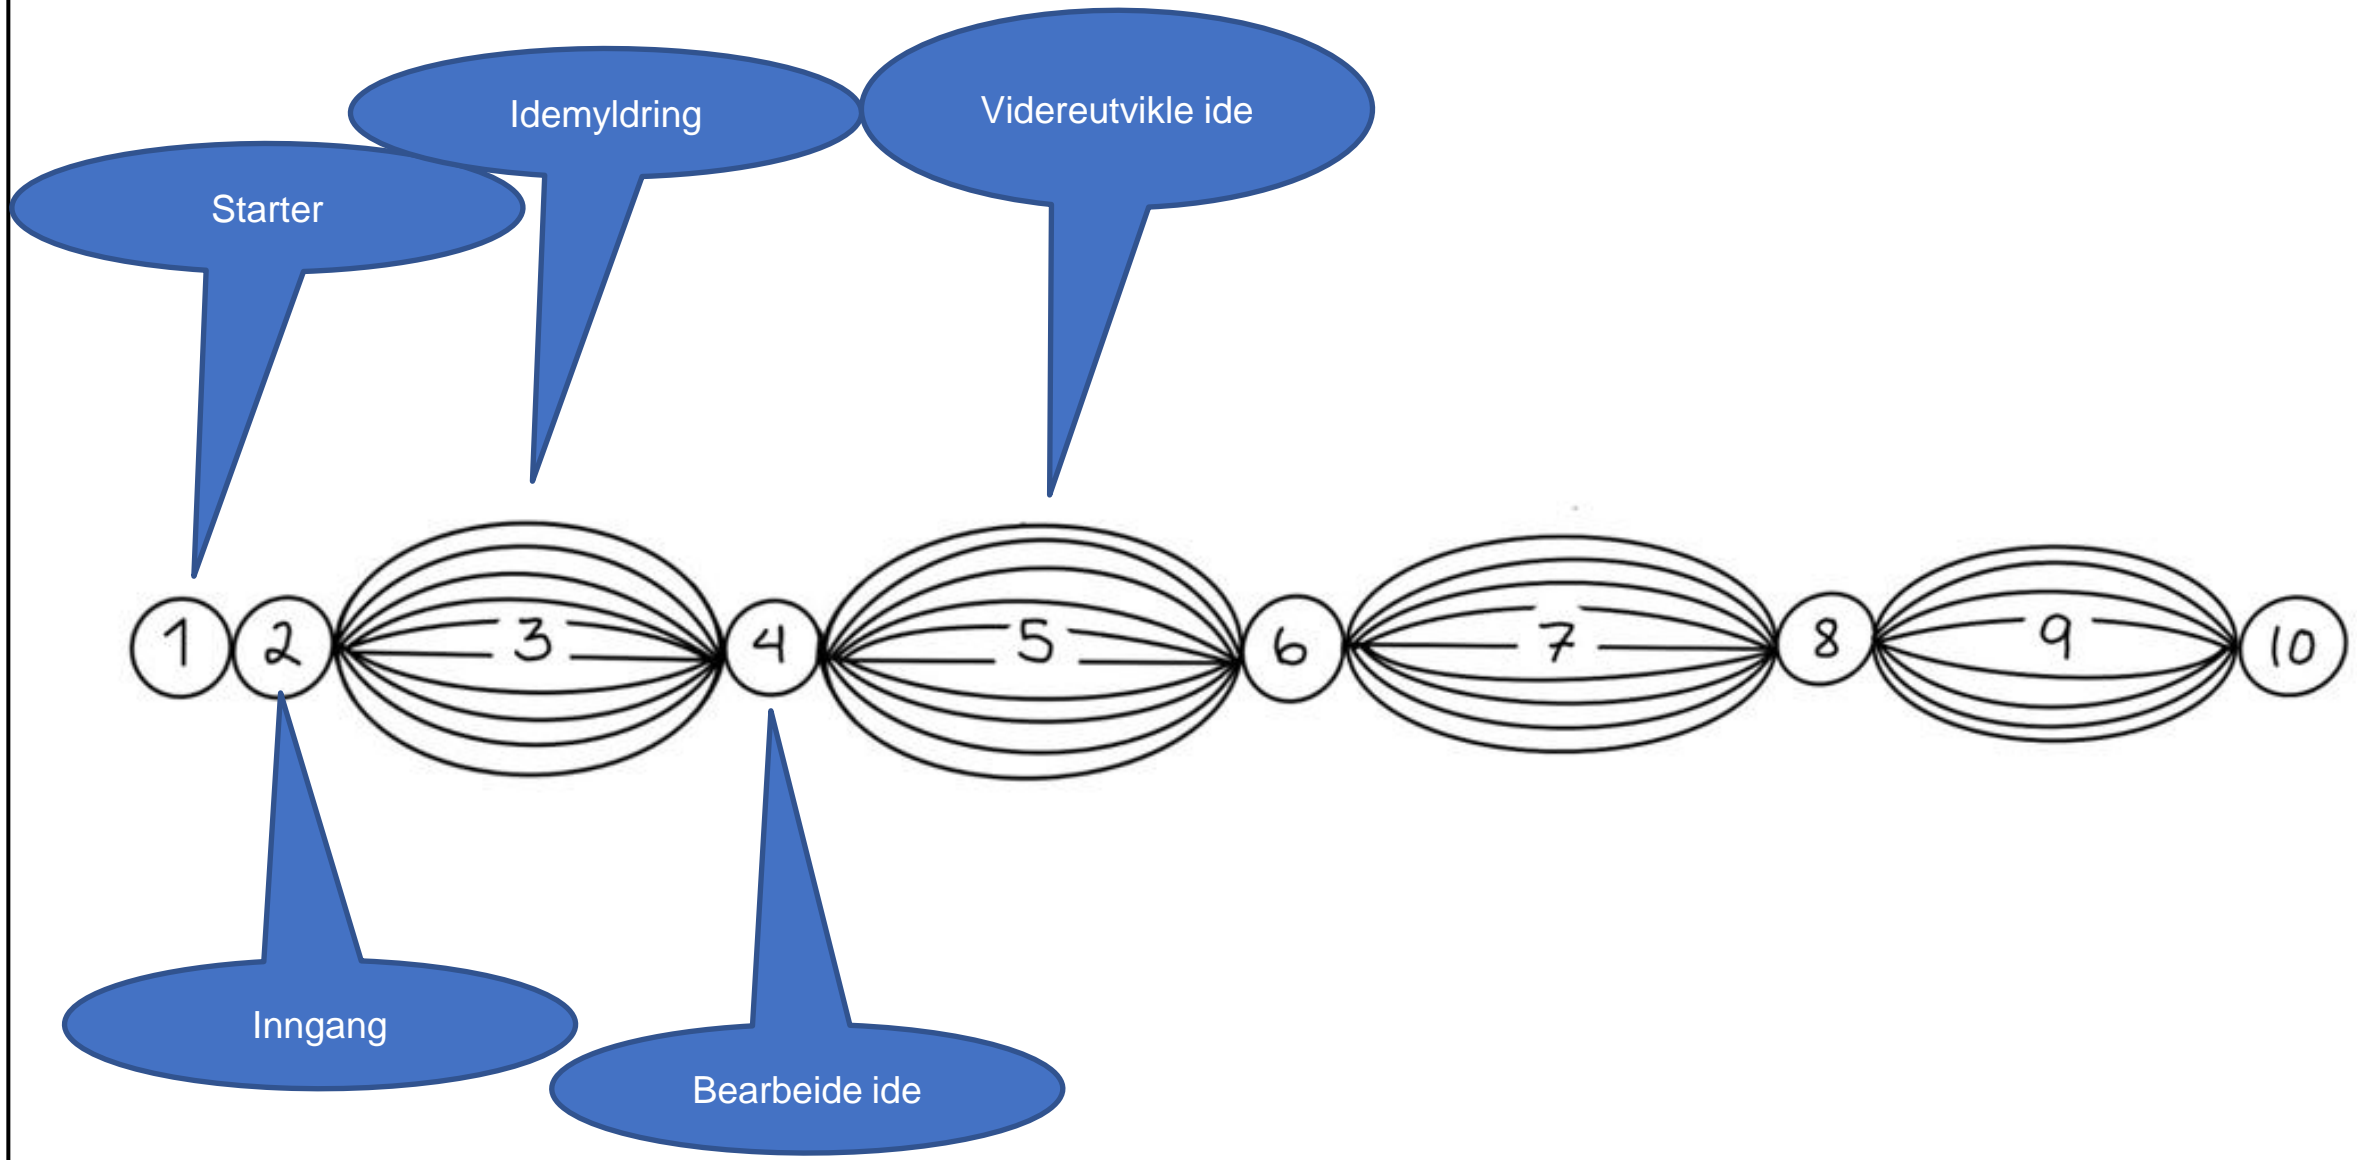 Idemyldring
Videreutvikle ide
Starter
1 2 3 4 5 6 7 8 9 10
Inngang
Bearbeide ide